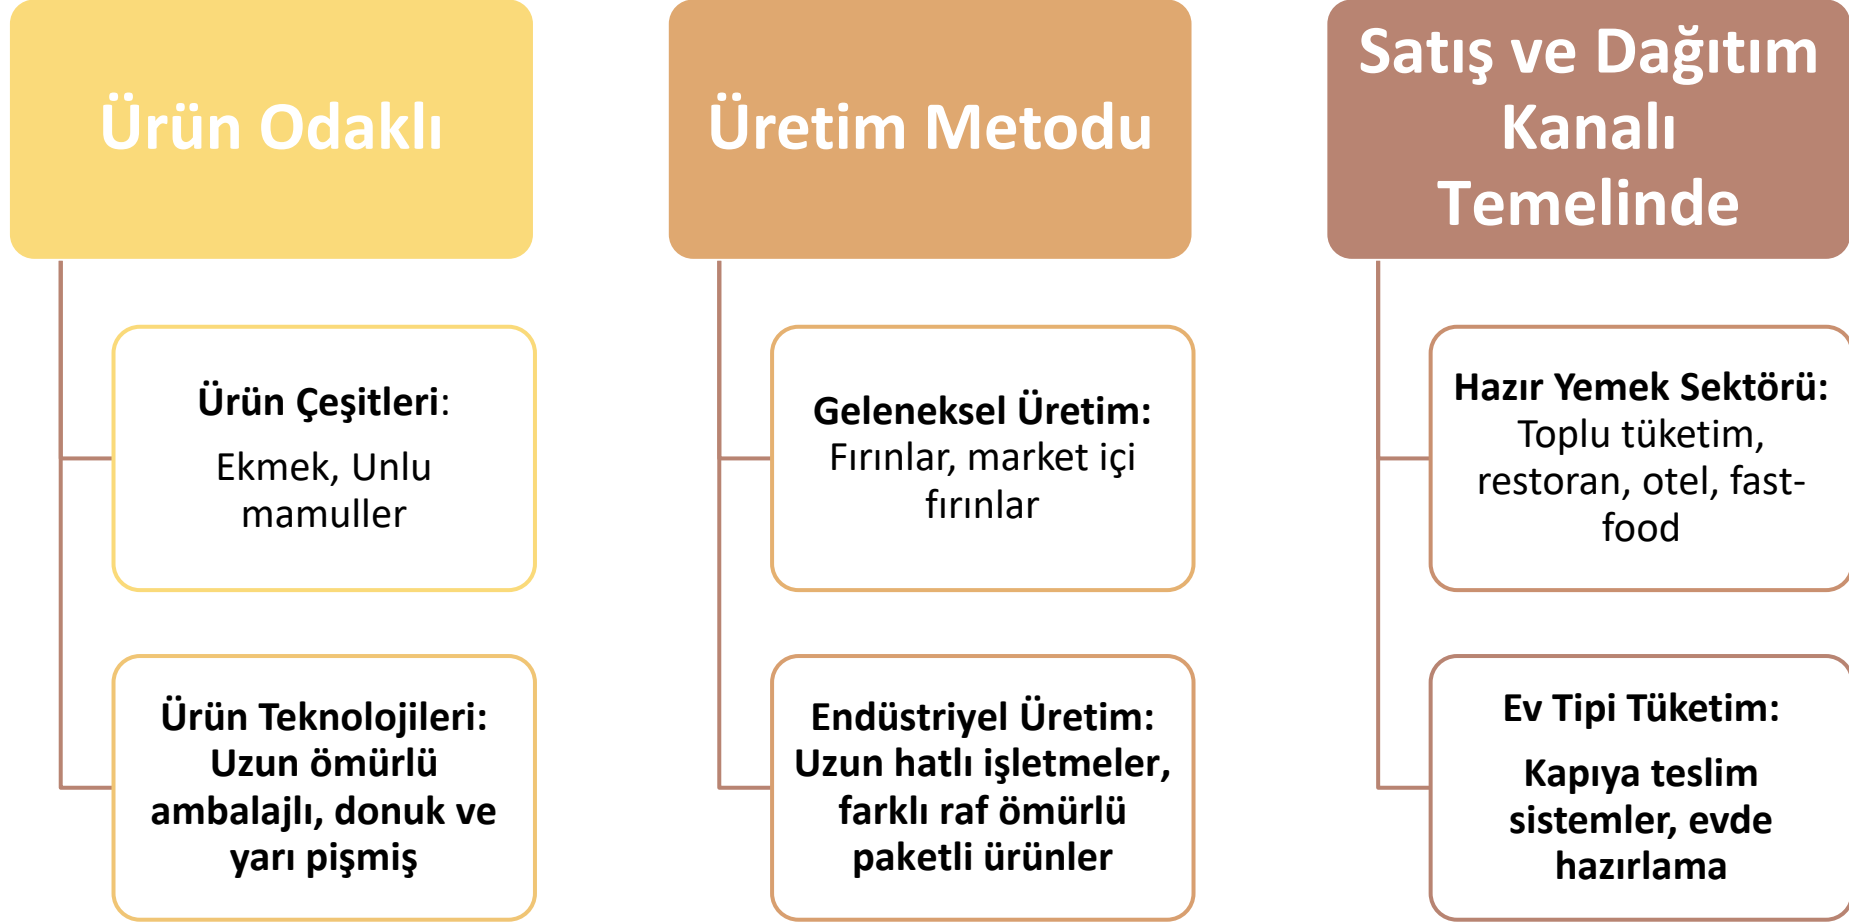 Ürün Odaklı
Ürün Çeşitleri:
Ekmek, Unlu
mamuller
Ürün Teknolojileri:
Uzun ömürlü
ambalajlı, donuk ve
yarı pişmiş
Üretim Metodu
Geleneksel Üretim:
Fırınlar, market içi
fırınlar
Endüstriyel Üretim:
Uzun hatlı işletmeler,
farklı raf ömürlü
paketli ürünler
Satış ve Dağıtım
Kanalı
Temelinde
Hazır Yemek Sektörü:
Toplu tüketim,
restoran, otel, fast-
food
Ev Tipi Tüketim:
Kapıya teslim
sistemler, evde
hazırlama